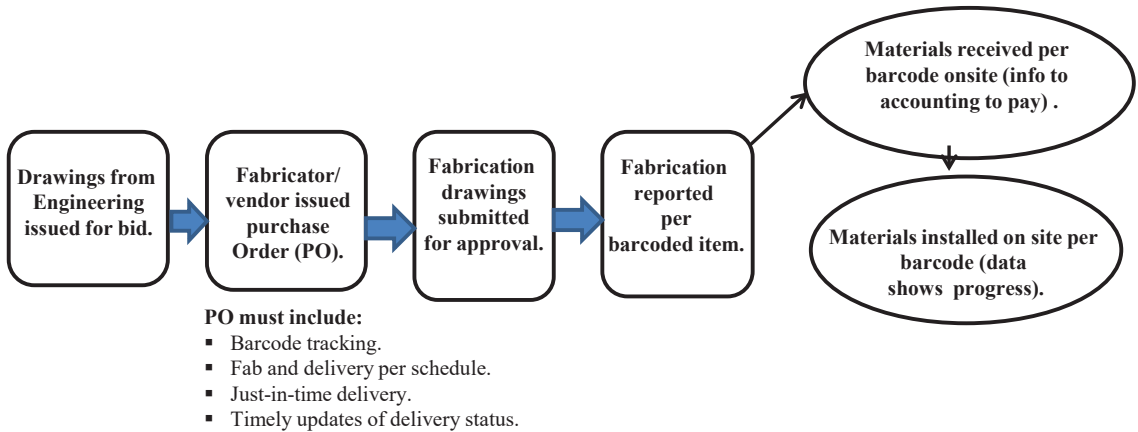 Drawings from
Engineering
issued for bid.
Fabricator/
vendor issued
purchase
Order (PO).
Fabrication
drawings
submitted
for approval.
Fabrication
reported
per
barcoded item.
Materials received per
barcode onsite (info to
accounting to pay) .
Materials installed on site per
barcode (data
shows progress).
PO must include:
▪ Barcode tracking.
▪ Fab and delivery per schedule.
▪ Just-in-time delivery.
▪ Timely updates of delivery status.